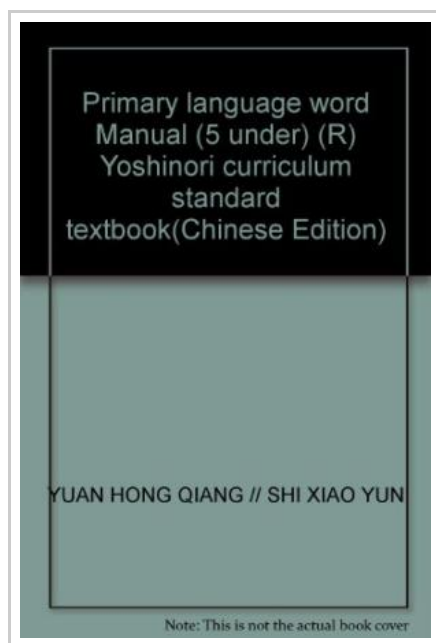 Primary language word
Manual (5 under) (R)
Yoshinori curriculum
standard
textbook(Chinese Edition)
YUAN HONG QIANG // SHI XIAO YUN
Note: This is not the actual book cover